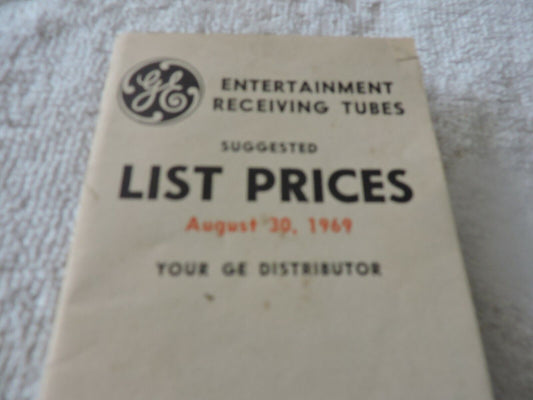 GE
ENTERTAINMENT
RECEIVING TUBES
SUGGESTED
LIST PRICES
August 30, 1969
YOUR GE DISTRIBUTOR